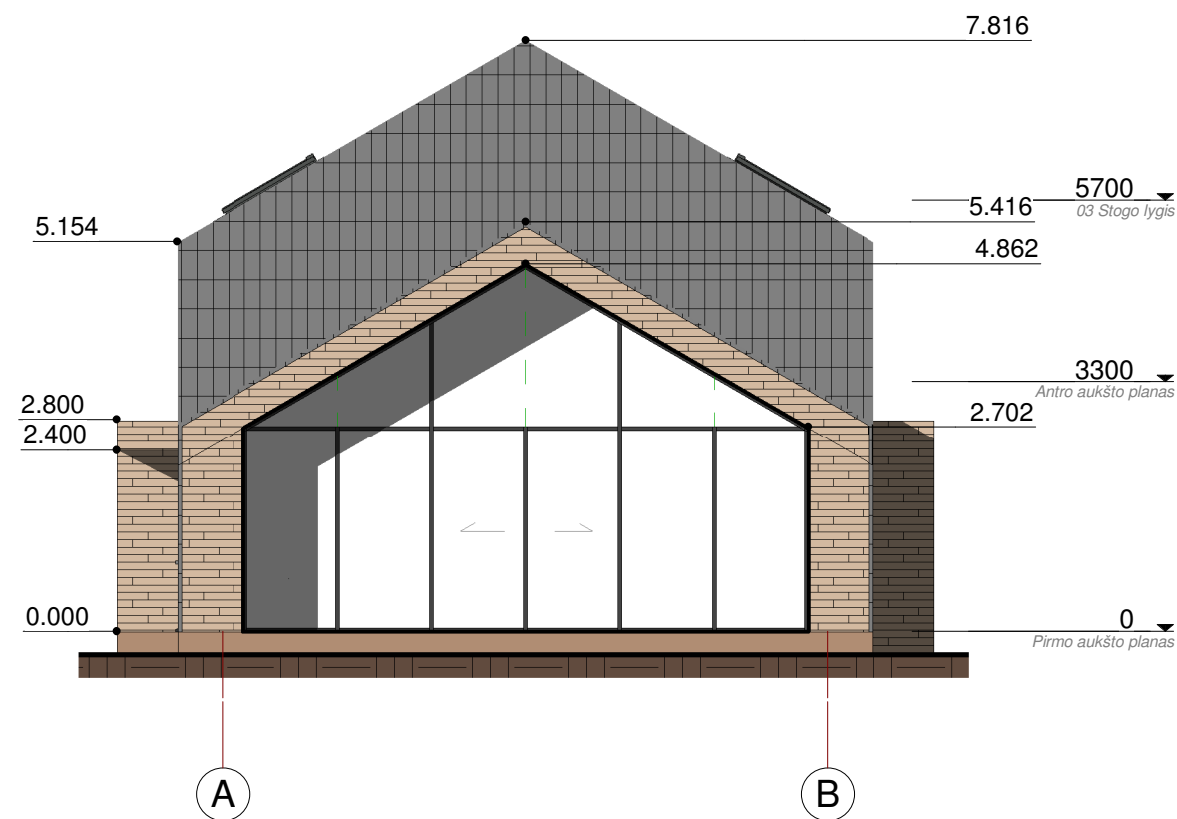 7.816
5700
03 Stogo lygis
5.416
5.154
4.862
3300
Antro aukšto planas
2.800
2.702
2.400
0.000
0
Pirmo aukšto planas
A
B